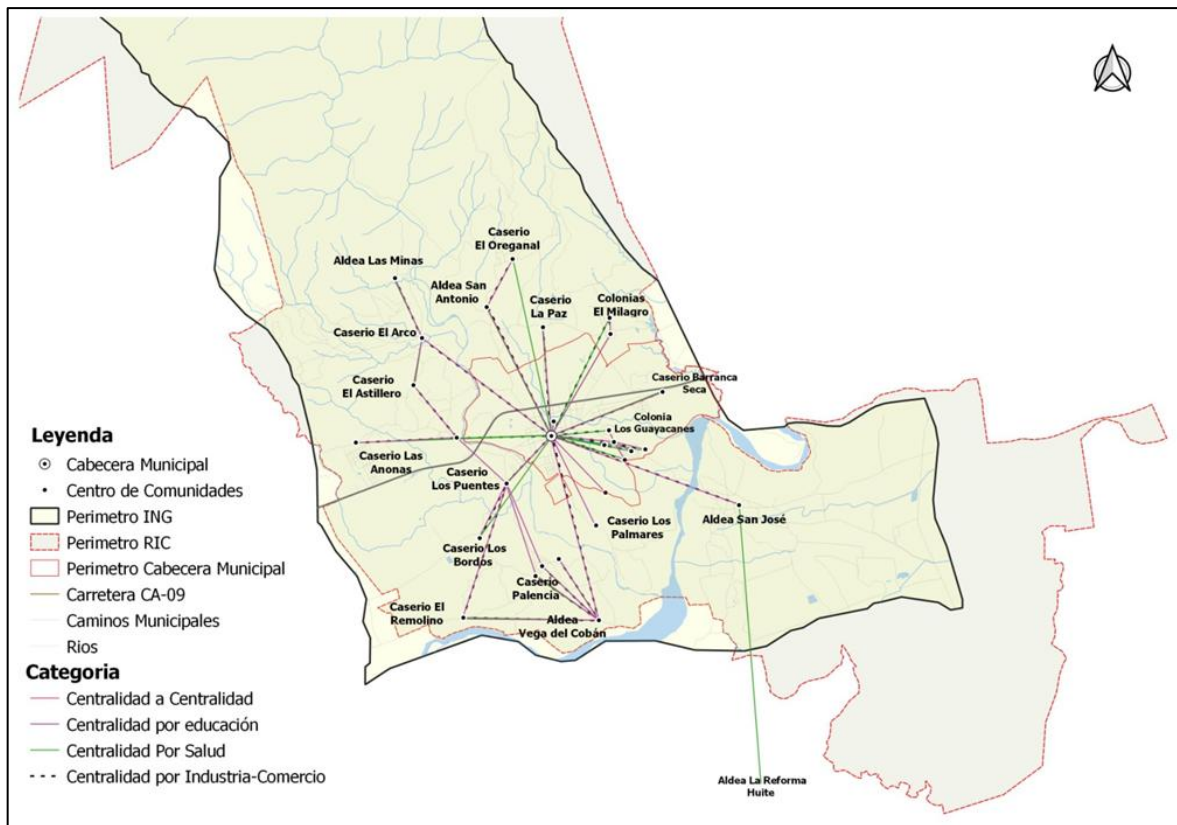 Caserio
El Oreganal
Aldea Las Minas
Aldea San
Antonio
Caserio
La Paz
Colonias
El Milagro
Caserio El Arco
Caserio
El Astillero
Caserio Barranca
Seca
Colonia
Los Guayacanes
Caserio Las
Anonas
Caserio
Los Puentes
Aldea San José
Caserio Los
Palmares
Caserio Los
Bordos
Caserio
Palencia
Caserio El
Remolino
Aldea
Vega del Cobán
Aldea La Reforma
Huite
Leyenda
Cabecera Municipal
Centro de Comunidades
Perimetro ING
Perimetro RIC
Perimetro Cabecera Municipal
Carretera CA-09
Caminos Municipales
Rios
Categoria
Centralidad a Centralidad
Centralidad por educación
Centralidad Por Salud
Centralidad por Industria-Comercio